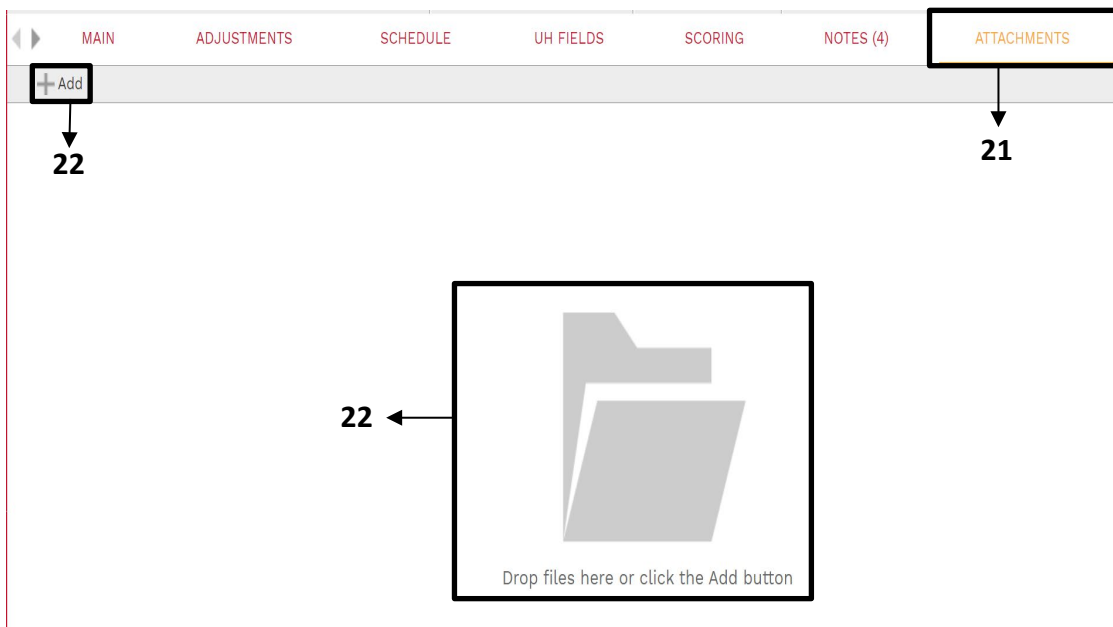 MAIN ADJUSTMENTS SCHEDULE UH FIELDS SCORING NOTES (4) ATTACHMENTS
Add
22
21
22
Drop files here or click the Add button